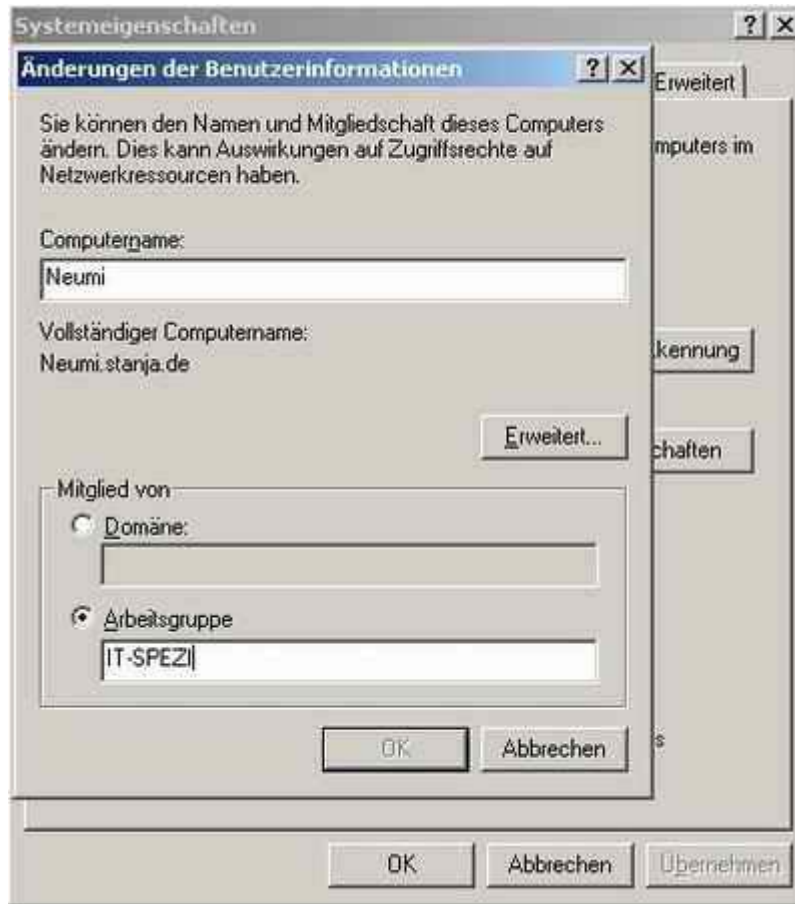 Systemeigenschaften
Änderungen der Benutzerinformationen
Erweitert
Sie können den Namen und Mitgliedschaft dieses Computers
ändern. Dies kann Auswirkungen auf Zugriffsrechte auf
Netzwerkressourcen haben.
mputers im
Computername:
Neumi
Vollständiger Computername:
Neumi.stanja.de
kennung
Erweitert...
chaften
Mitglied von
Domäne:
Arbeitsgruppe
IT-SPEZI
OK
Abbrechen
s
OK
Abbrechen
Übernehmen